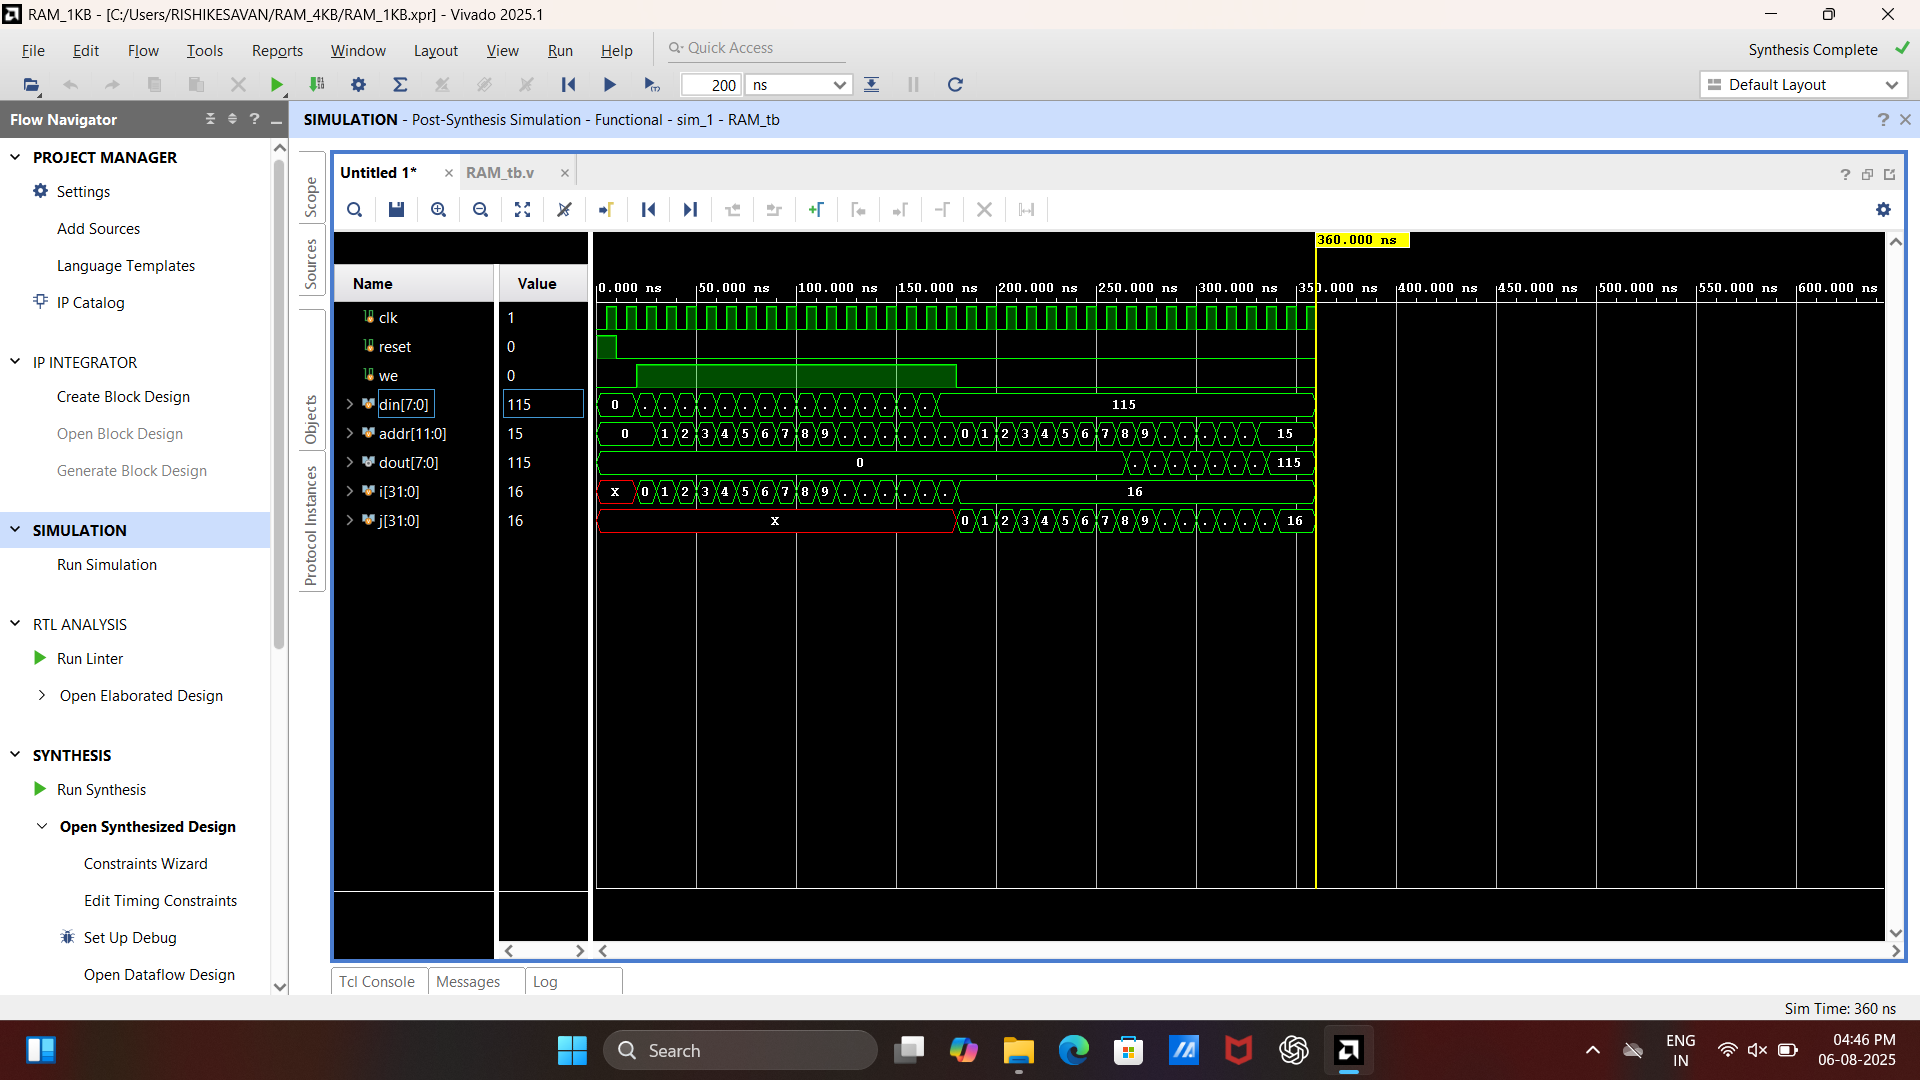 RAM_1KB - [C:/Users/RISHIKESAVAN/RAM_4KB/RAM_1KB.xpr] - Vivado 2025.1
File Edit Flow Tools Reports Window Layout View Run Help Quick Access
Synthesis Complete
200 ns
Default Layout
Flow Navigator
SIMULATION - Post-Synthesis Simulation - Functional - sim_1 - RAM_tb
PROJECT MANAGER
Settings
Add Sources
Language Templates
IP Catalog
IP INTEGRATOR
Create Block Design
Open Block Design
Generate Block Design
SIMULATION
Run Simulation
RTL ANALYSIS
Run Linter
Open Elaborated Design
SYNTHESIS
Run Synthesis
Open Synthesized Design
Constraints Wizard
Edit Timing Constraints
Set Up Debug
Open Dataflow Design
Scope
Sources
Objects
Protocol Instances
Untitled 1*
RAM_tb.v
360.000 ns
Name Value
0.000 ns 50.000 ns 100.000 ns 150.000 ns 200.000 ns 250.000 ns 300.000 ns 350.000 ns 400.000 ns 450.000 ns 500.000 ns 550.000 ns 600.000 ns
clk 1
reset 0
we 0
din[7:0] 115 0 . . . . . . . . . . . . . . . 115
addr[11:0] 15 0 1 2 3 4 5 6 7 8 9 . . . . . . 0 1 2 3 4 5 6 7 8 9 . . . . . 15
dout[7:0] 115 0 . . . . . . . 115
i[31:0] 16 X 0 1 2 3 4 5 6 7 8 9 . . . . . . 16
j[31:0] 16 X 0 1 2 3 4 5 6 7 8 9 . . . . . . 16
Tcl Console Messages Log
Sim Time: 360 ns
Search
ENG
IN
04:46 PM
06-08-2025